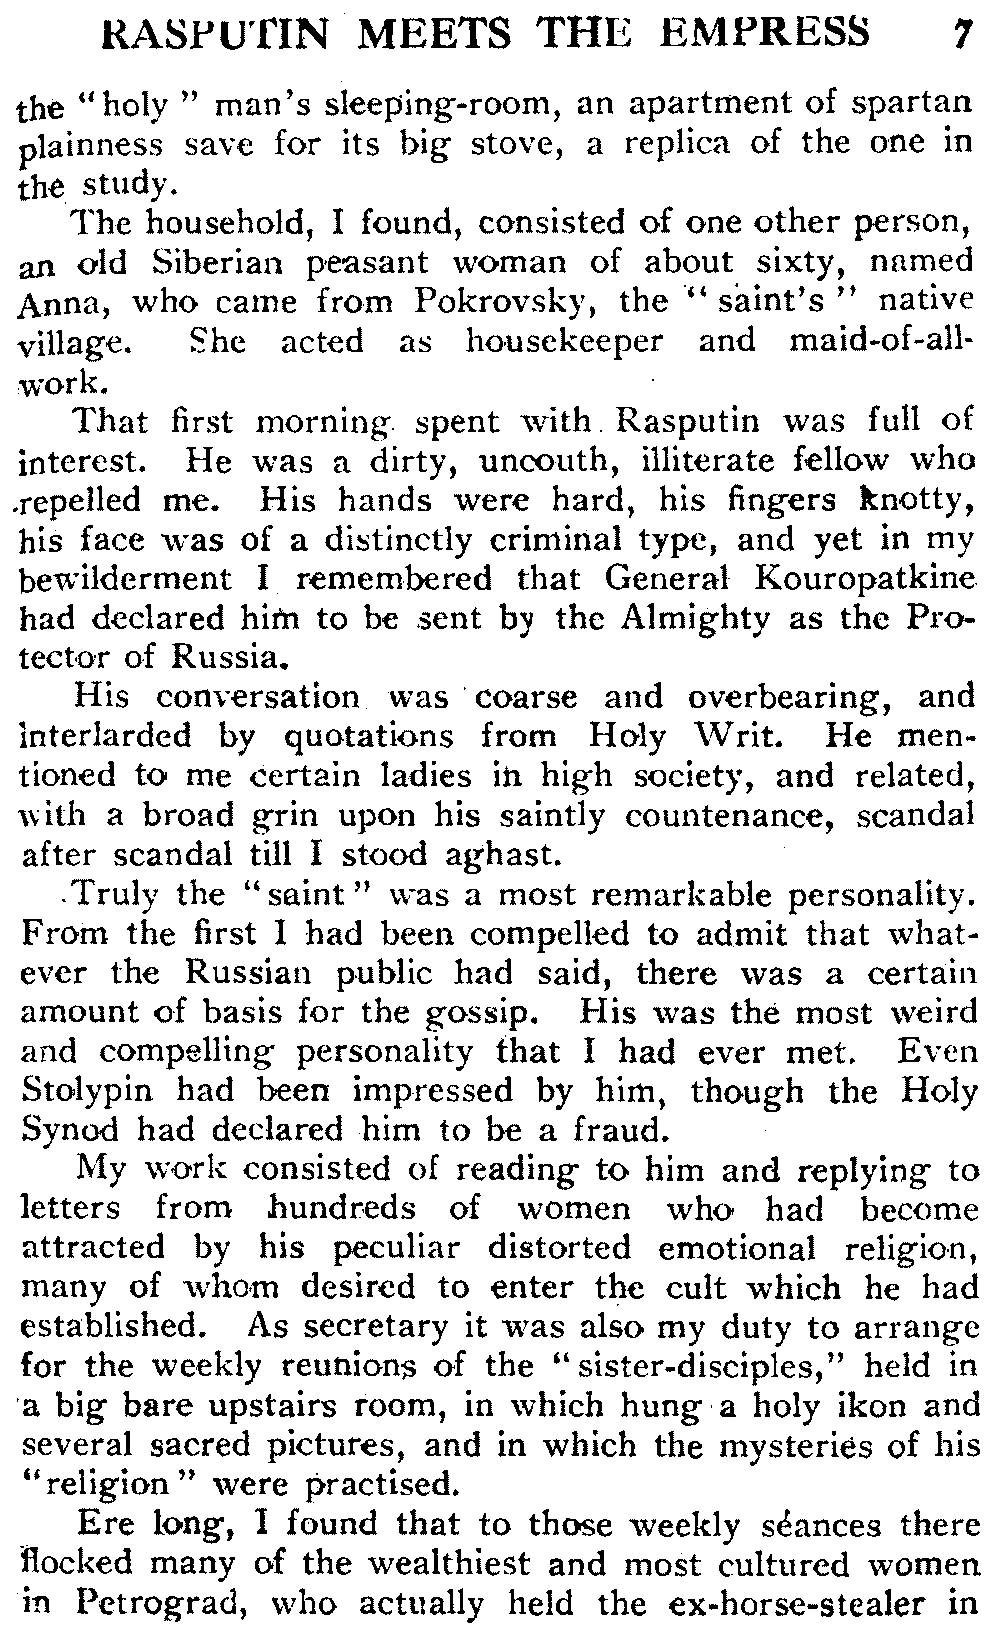 RASPUTIN MEETS THE EMPRESS 7
the "holy" man's sleeping-room, an apartment of spartan
plainness save for its big stove, a replica of the one in
the study.
The household, I found, consisted of one other person,
an old Siberian peasant woman of about sixty, named
Anna, who came from Pokrovsky, the "saint's" native
village. She acted as housekeeper and maid-of-all-
work.
That first morning spent with Rasputin was full of
interest. He was a dirty, uncouth, illiterate fellow who
repelled me. His hands were hard, his fingers knotty,
his face was of a distinctly criminal type, and yet in my
bewilderment I remembered that General Kouropatkine
had declared him to be sent by the Almighty as the Pro-
tector of Russia.
His conversation was coarse and overbearing, and
interlarded by quotations from Holy Writ. He men-
tioned to me certain ladies in high society, and related,
with a broad grin upon his saintly countenance, scandal
after scandal till I stood aghast.
Truly the "saint" was a most remarkable personality.
From the first I had been compelled to admit that what-
ever the Russian public had said, there was a certain
amount of basis for the gossip. His was the most weird
and compelling personality that I had ever met. Even
Stolypin had been impressed by him, though the Holy
Synod had declared him to be a fraud.
My work consisted of reading to him and replying to
letters from hundreds of women who had become
attracted by his peculiar distorted emotional religion,
many of whom desired to enter the cult which he had
established. As secretary it was also my duty to arrange
for the weekly reunions of the "sister-disciples," held in
a big bare upstairs room, in which hung a holy ikon and
several sacred pictures, and in which the mysteries of his
"religion" were practised.
Ere long, I found that to those weekly séances there
flocked many of the wealthiest and most cultured women
in Petrograd, who actually held the ex-horse-stealer in